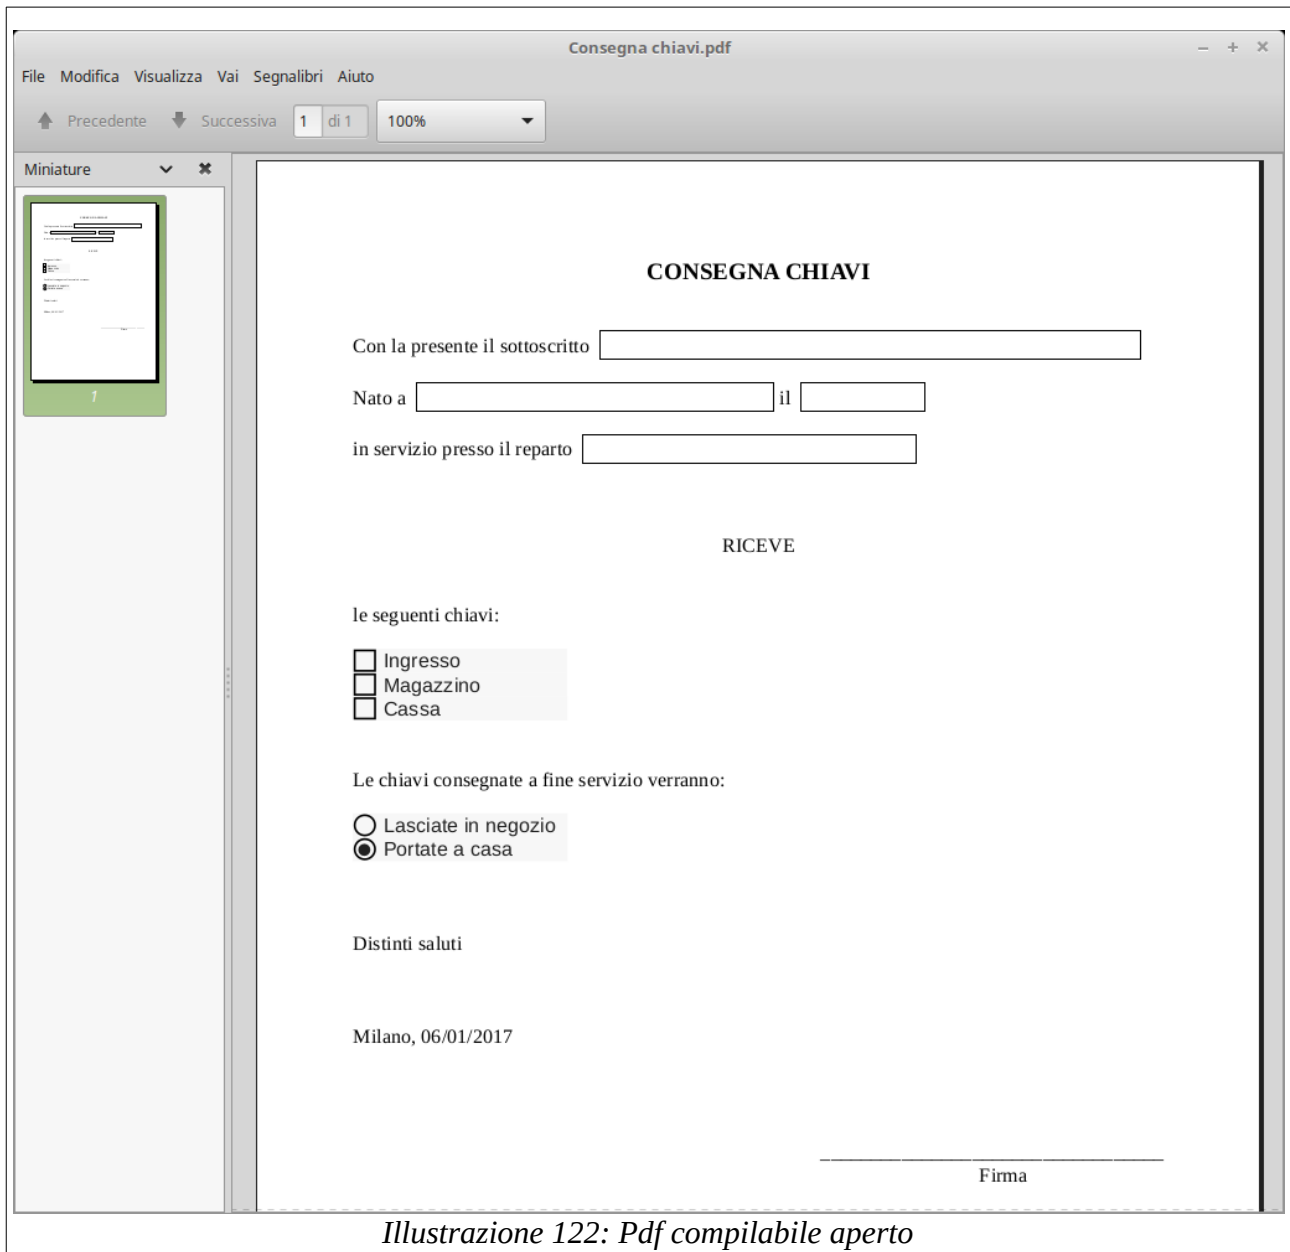 Consegna chiavi.pdf
File Modifica Visualizza Vai Segnalibri Aiuto
Precedente Successiva 1 di 1 100%
Miniature
1
CONSEGNA CHIAVI
Con la presente il sottoscritto
Nato a il
in servizio presso il reparto
RICEVE
le seguenti chiavi:
Ingresso
Magazzino
Cassa
Le chiavi consegnate a fine servizio verranno:
Lasciate in negozio
Portate a casa
Distinti saluti
Milano, 06/01/2017
Firma
Illustrazione 122: Pdf compilabile aperto